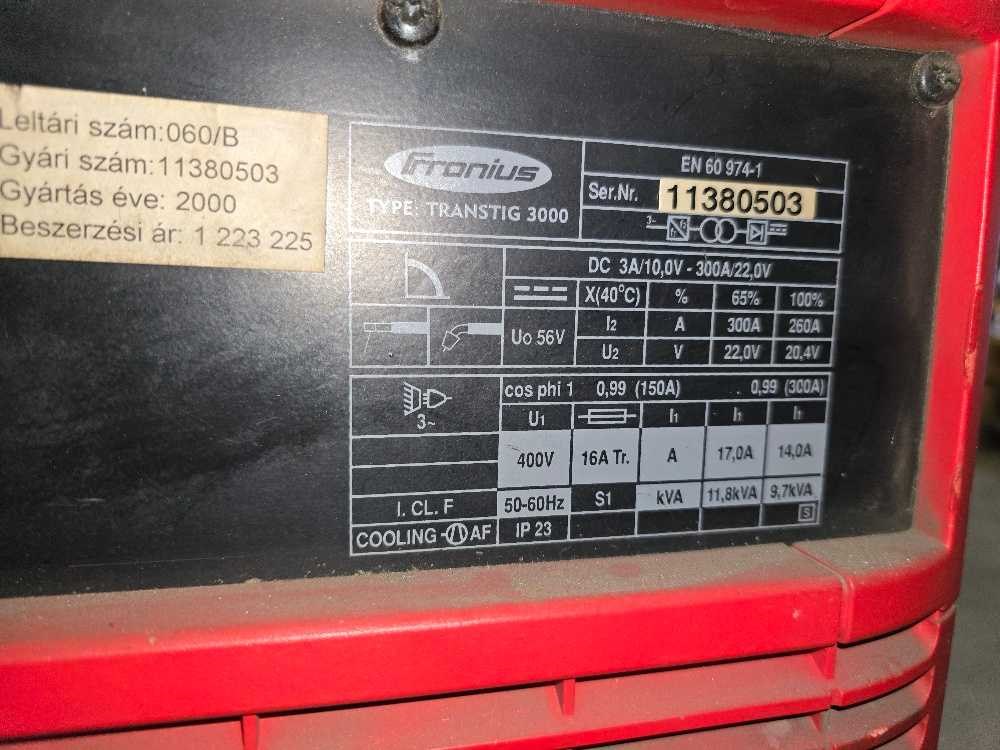 Leltári szám:060/B
Gyári szám:11380503
Gyártás éve: 2000
Beszerzési ár: 1 223 225
Fronius
TYPE: TRANSTIG 3000
EN 60 974-1
Ser.Nr. 11380503
3~
DC 3A/10,0V - 300A/22,0V
X(40°C) % 65% 100%
Uo 56V
I2 A 300A 260A
U2 V 22,0V 20,4V
cos phi 1 0,99 (150A) 0,99 (300A)
3~
U1 I1 I1 I1
400V 16A Tr. A 17,0A 14,0A
I. CL. F 50-60Hz S1 kVA 11,8kVA 9,7kVA
COOLING AF IP 23 S